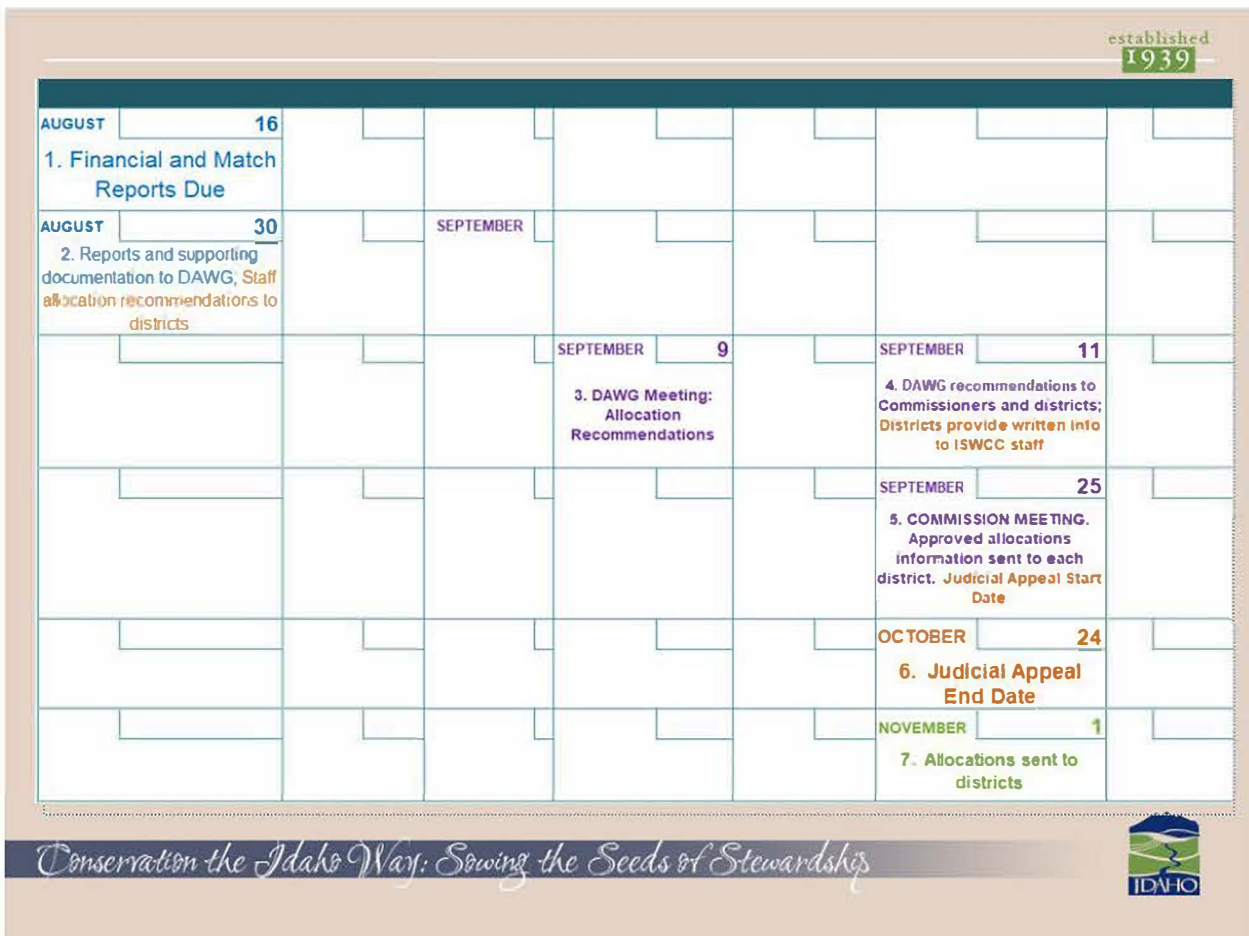 established
1939
AUGUST 16
1. Financial and Match
Reports Due
AUGUST 30
2. Reports and supporting
documentation to DAWG; Staff
allocation recommendations to
districts
SEPTEMBER
SEPTEMBER 9
3. DAWG Meeting:
Allocation
Recommendations
SEPTEMBER 11
4. DAWG recommendations to
Commissioners and districts;
Districts provide written info
to ISWCC staff
SEPTEMBER 25
5. COMMISSION MEETING.
Approved allocations
information sent to each
district. Judicial Appeal Start
Date
OCTOBER 24
6. Judicial Appeal
End Date
NOVEMBER 1
7. Allocations sent to
districts
Conservation the Idaho Way: Sowing the Seeds of Stewardship
IDAHO